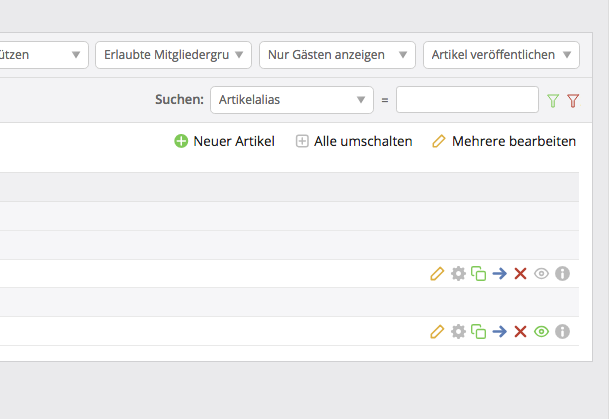 ützen Erlaubte Mitgliedergru Nur Gästen anzeigen Artikel veröffentlichen
Suchen: Artikelalias =
Neuer Artikel Alle umschalten Mehrere bearbeiten